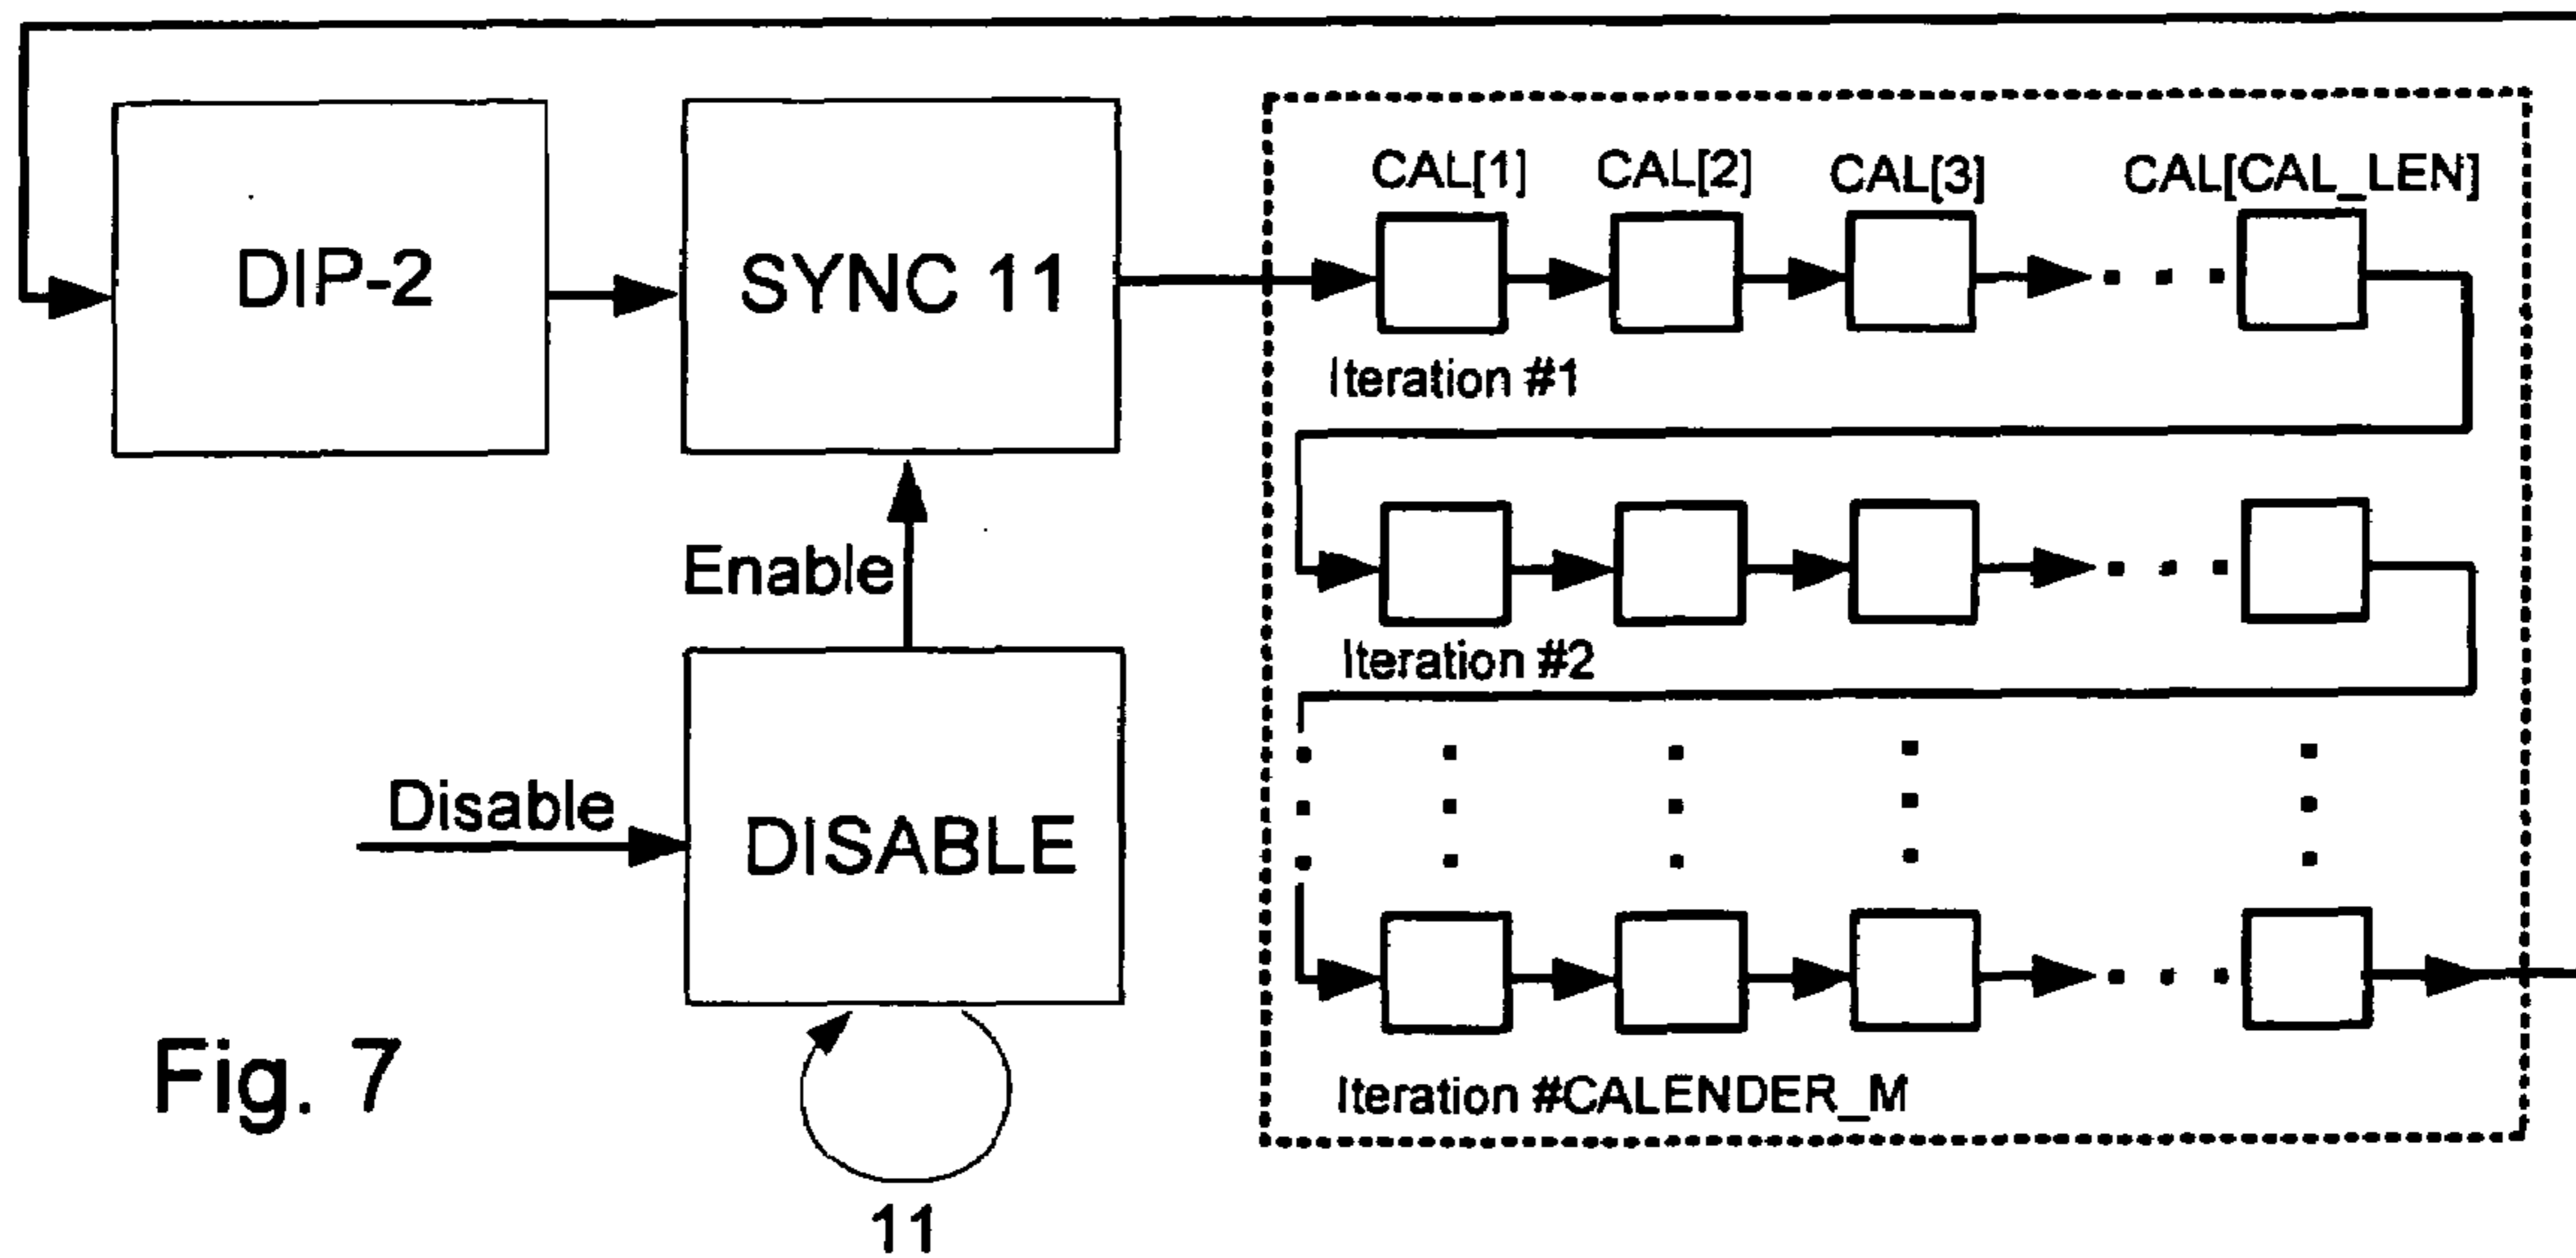 CAL[1] CAL[2] CAL[3] CAL[CAL_LEN]
DIP-2 SYNC 11
Iteration #1
Enable
Iteration #2
Disable
DISABLE
Iteration #CALENDER_M
Fig. 7
11